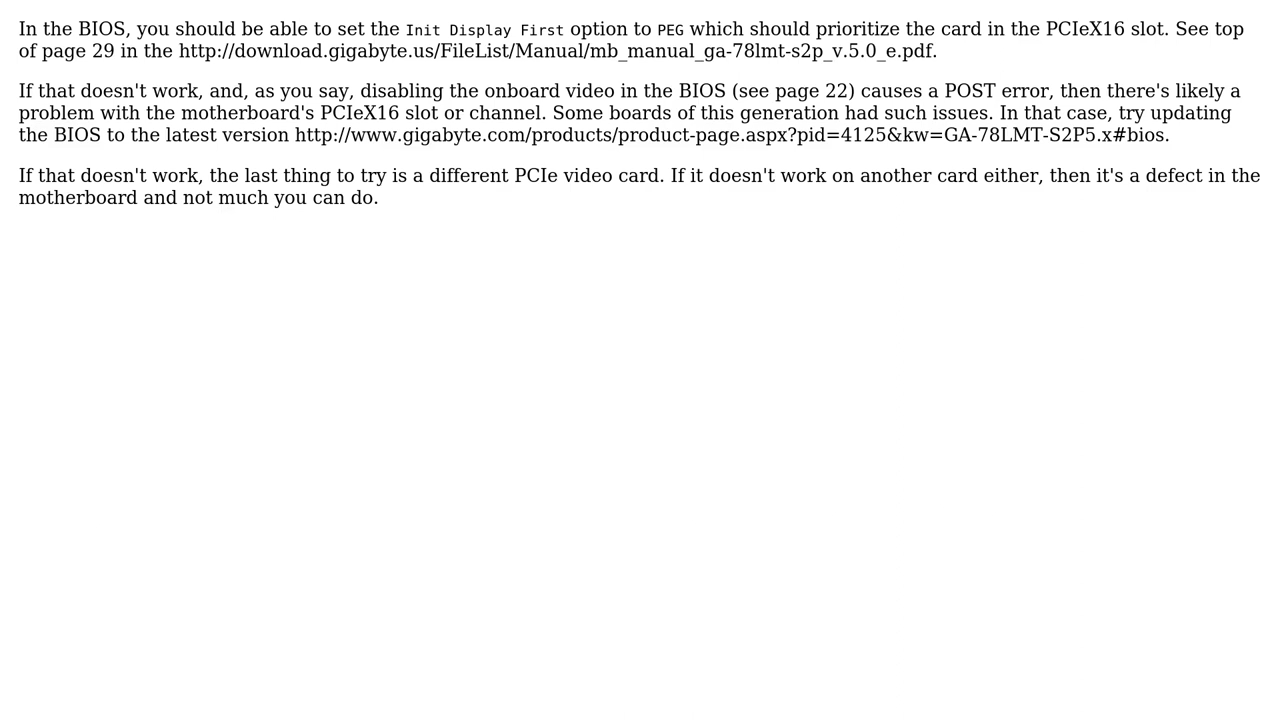 In the BIOS, you should be able to set the Init Display First option to PEG which should prioritize the card in the PCIeX16 slot. See top
of page 29 in the http://download.gigabyte.us/FileList/Manual/mb_manual_ga-78lmt-s2p_v.5.0_e.pdf.
If that doesn't work, and, as you say, disabling the onboard video in the BIOS (see page 22) causes a POST error, then there's likely a
problem with the motherboard's PCIeX16 slot or channel. Some boards of this generation had such issues. In that case, try updating
the BIOS to the latest version http://www.gigabyte.com/products/product-page.aspx?pid=4125&kw=GA-78LMT-S2P5.x#bios.
If that doesn't work, the last thing to try is a different PCIe video card. If it doesn't work on another card either, then it's a defect in the
motherboard and not much you can do.